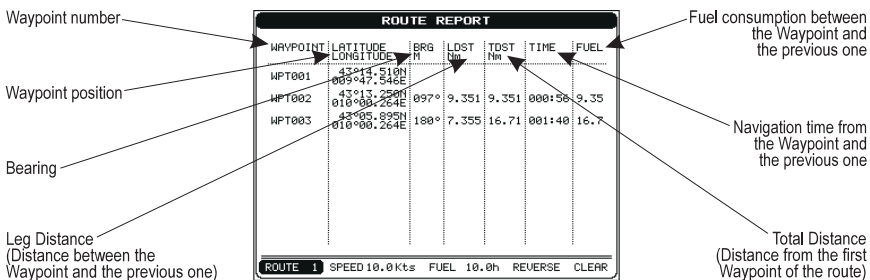 Waypoint number
Waypoint position
Bearing
Leg Distance
(Distance between the
Waypoint and the previous one)
ROUTE REPORT
WAYPOINT LATITUDE BRG LDST TDST TIME FUEL
LONGITUDE M Nm Nm
WPT001 43°14.510N
009°47.546E
WPT002 43°13.250N 097° 9.351 9.351 000:56 9.35
010°00.264E
WPT003 43°05.895N 180° 7.355 16.71 001:40 16.7
010°00.264E
ROUTE 1 SPEED 10.0Kts FUEL 10.0h REVERSE CLEAR
Fuel consumption between
the Waypoint and
the previous one
Navigation time from
the Waypoint and
the previous one
Total Distance
(Distance from the first
Waypoint of the route)